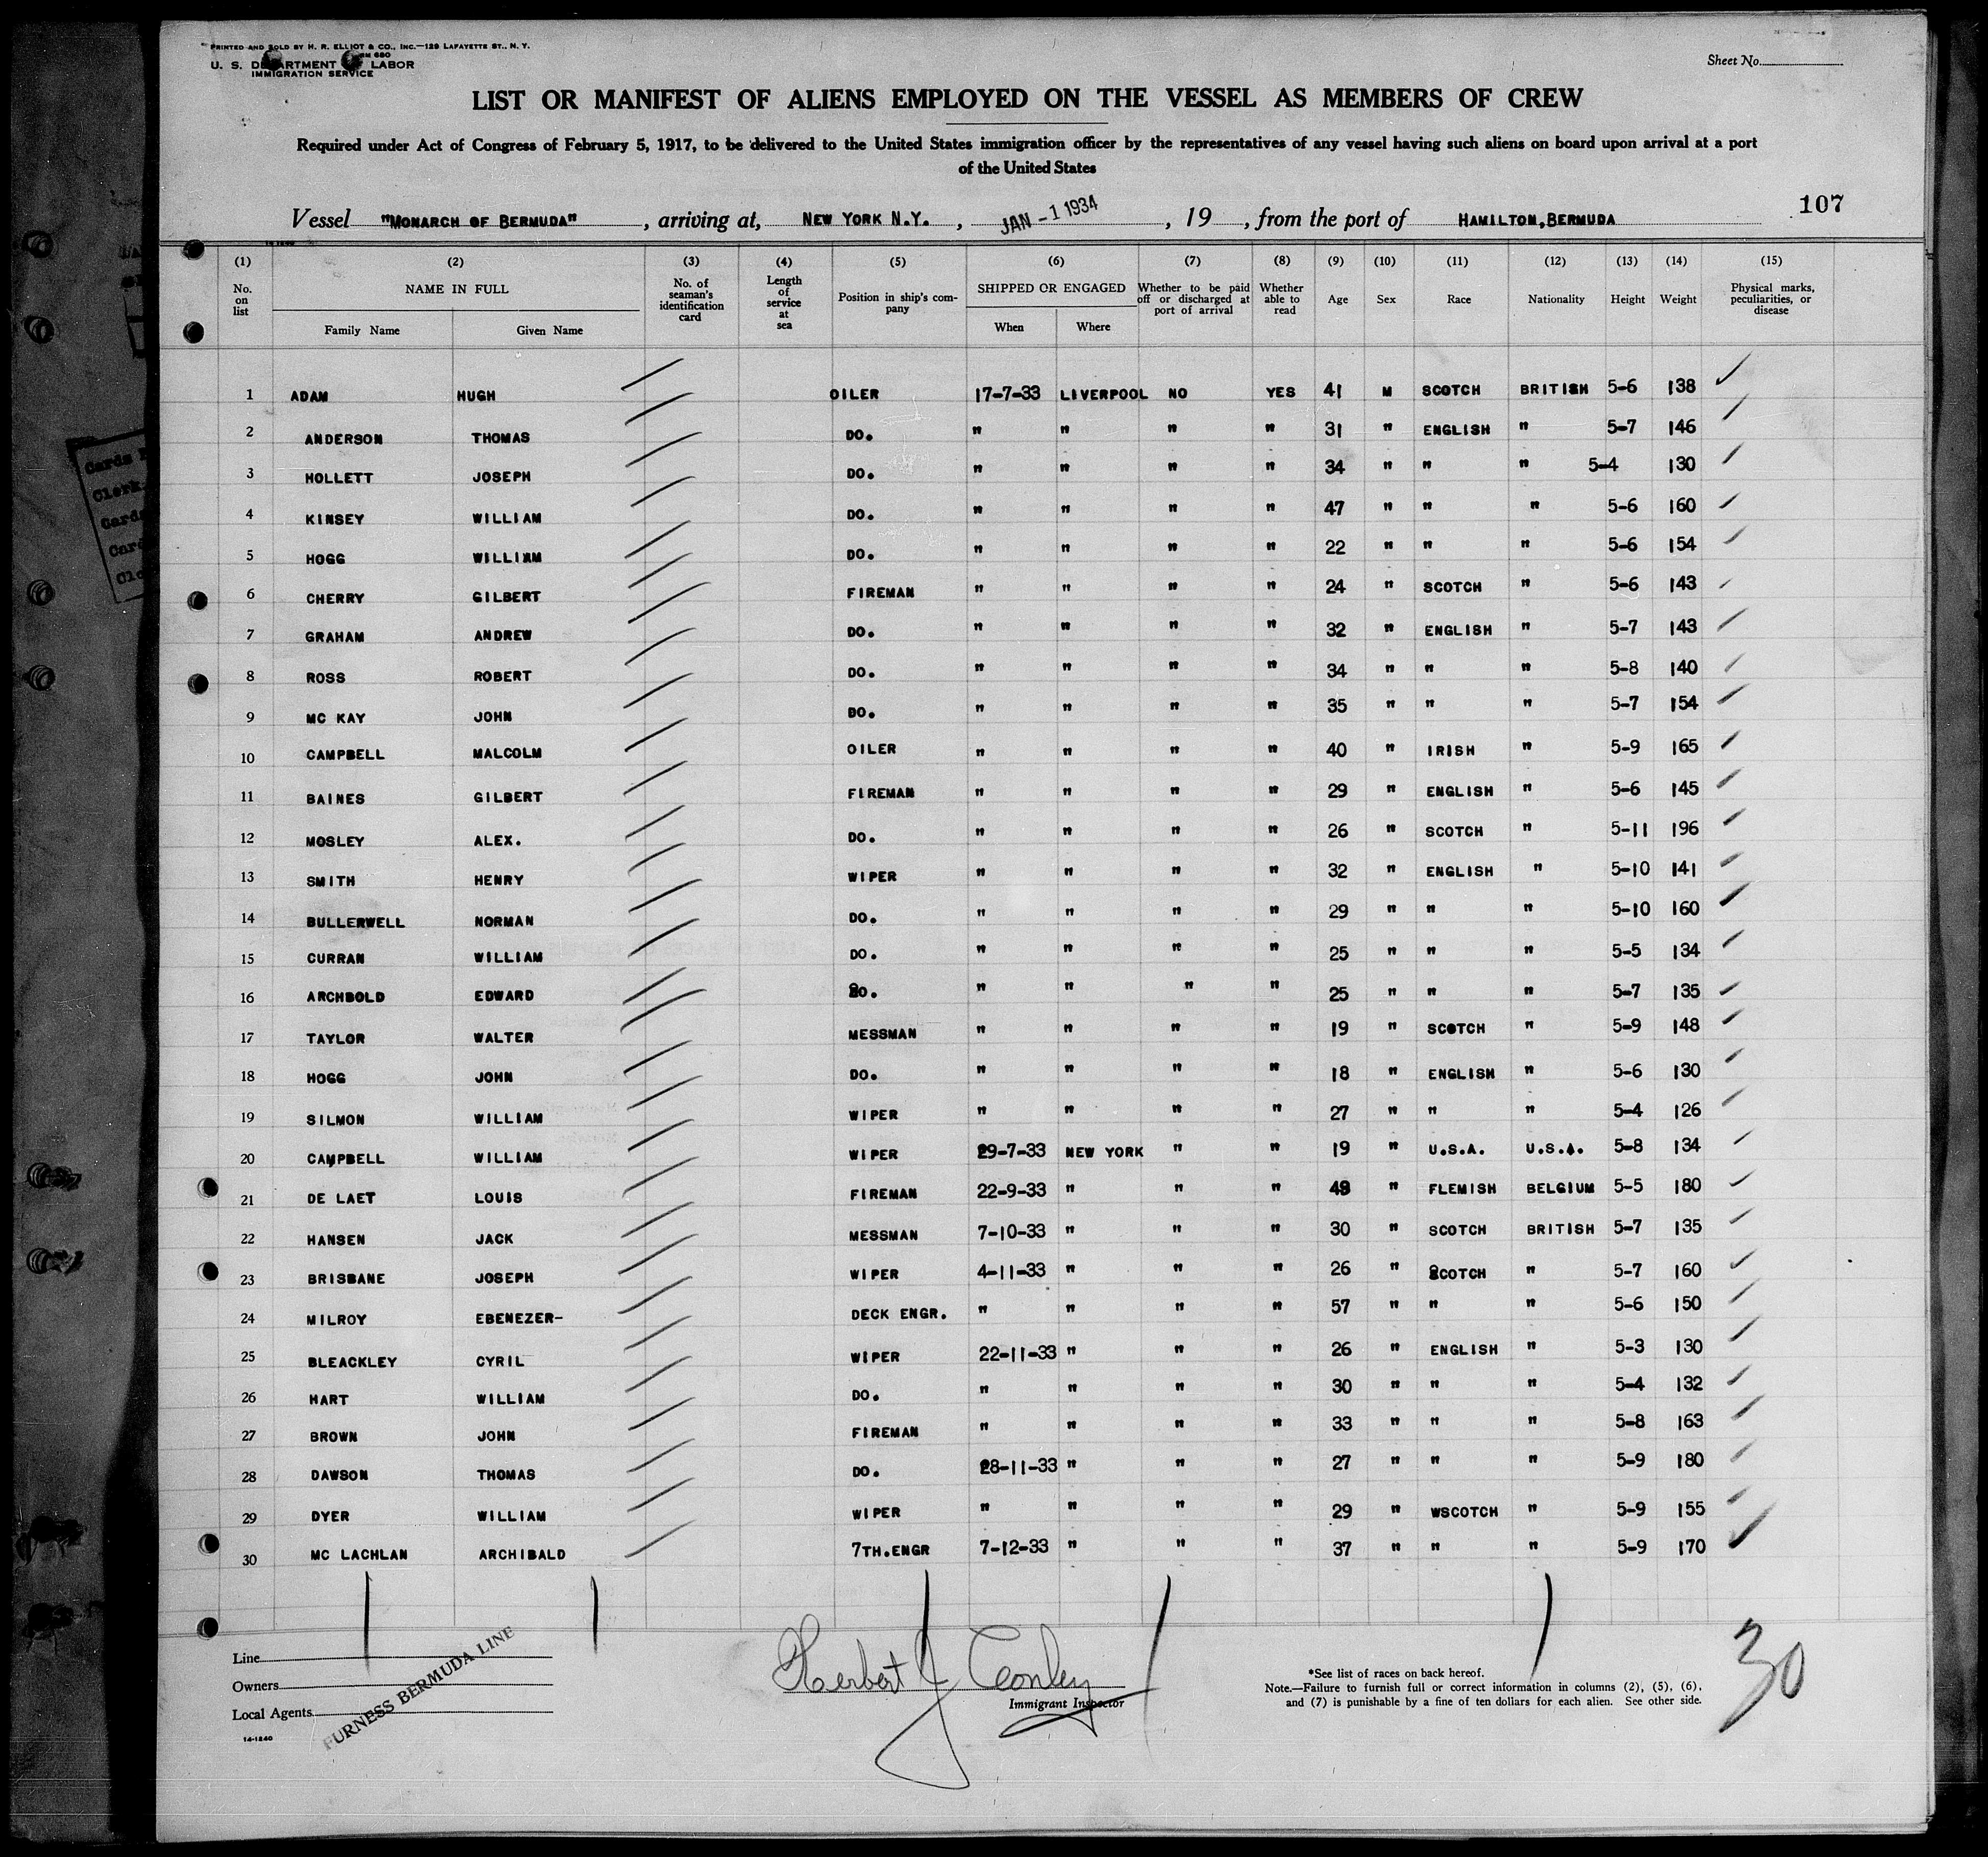 PRINTED AND SOLD BY H. R. ELLIOT & CO., INC.—129 LAFAYETTE ST., N. Y.
U. S. DEPARTMENT OF LABOR
IMMIGRATION SERVICE
Sheet No.
LIST OR MANIFEST OF ALIENS EMPLOYED ON THE VESSEL AS MEMBERS OF CREW
Required under Act of Congress of February 5, 1917, to be delivered to the United States immigration officer by the representatives of any vessel having such aliens on board upon arrival at a port
of the United States
Vessel "MONARCH OF BERMUDA" , arriving at, NEW YORK N.Y. , JAN -1 1934 , 19 , from the port of HAMILTON,BERMUDA 107
14-1240
(1) (2) (3) (4) (5) (6) (7) (8) (9) (10) (11) (12) (13) (14) (15)
No. on list NAME IN FULL Family Name Given Name No. of seaman's identification card Length of service at sea Position in ship's company SHIPPED OR ENGAGED When Where Whether to be paid off or discharged at port of arrival Whether able to read Age Sex Race Nationality Height Weight Physical marks, peculiarities, or disease
1 ADAM HUGH OILER 17-7-33 LIVERPOOL NO YES 41 M SCOTCH BRITISH 5-6 138
2 ANDERSON THOMAS DO. " " " " 31 " ENGLISH " 5-7 146
3 HOLLETT JOSEPH DO. " " " " 34 " " " 5-4 130
4 KINSEY WILLIAM DO. " " " " 47 " " " 5-6 160
5 HOGG WILLIAM DO. " " " " 22 " " " 5-6 154
6 CHERRY GILBERT FIREMAN " " " " 24 " SCOTCH " 5-6 143
7 GRAHAM ANDREW DO. " " " " 32 " ENGLISH " 5-7 143
8 ROSS ROBERT DO. " " " " 34 " " " 5-8 140
9 MC KAY JOHN DO. " " " " 35 " " " 5-7 154
10 CAMPBELL MALCOLM OILER " " " " 40 " IRISH " 5-9 165
11 BAINES GILBERT FIREMAN " " " " 29 " ENGLISH " 5-6 145
12 MOSLEY ALEX. DO. " " " " 26 " SCOTCH " 5-11 196
13 SMITH HENRY WIPER " " " " 32 " ENGLISH " 5-10 141
14 BULLERWELL NORMAN DO. " " " " 29 " " " 5-10 160
15 CURRAN WILLIAM DO. " " " " 25 " " " 5-5 134
16 ARCHBOLD EDWARD DO. " " " " 25 " " " 5-7 135
17 TAYLOR WALTER MESSMAN " " " " 19 " SCOTCH " 5-9 148
18 HOGG JOHN DO. " " " " 18 " ENGLISH " 5-6 130
19 SILMON WILLIAM WIPER " " " " 27 " " " 5-4 126
20 CAMPBELL WILLIAM WIPER 29-7-33 NEW YORK " " 19 " U.S.A. U.S.A. 5-8 134
21 DE LAET LOUIS FIREMAN 22-9-33 " " " 49 " FLEMISH BELGIUM 5-5 180
22 HANSEN JACK MESSMAN 7-10-33 " " " 30 " SCOTCH BRITISH 5-7 135
23 BRISBANE JOSEPH WIPER 4-11-33 " " " 26 " SCOTCH " 5-7 160
24 MILROY EBENEZER- DECK ENGR. " " " " 57 " " " 5-6 150
25 BLEACKLEY CYRIL WIPER 22-11-33 " " " 26 " ENGLISH " 5-3 130
26 HART WILLIAM DO. " " " " 30 " " " 5-4 132
27 BROWN JOHN FIREMAN " " " " 33 " " " 5-8 163
28 DAWSON THOMAS DO. 28-11-33 " " " 27 " " " 5-9 180
29 DYER WILLIAM WIPER " " " " 29 " WSCOTCH " 5-9 155
30 MC LACHLAN ARCHIBALD 7TH.ENGR 7-12-33 " " " 37 " " " 5-9 170
Line
Owners
Local Agents
FURNESS BERMUDA LINE
14-1240
Herbert J Conley
Immigrant Inspector
*See list of races on back hereof.
Note.—Failure to furnish full or correct information in columns (2), (5), (6),
and (7) is punishable by a fine of ten dollars for each alien. See other side.
30